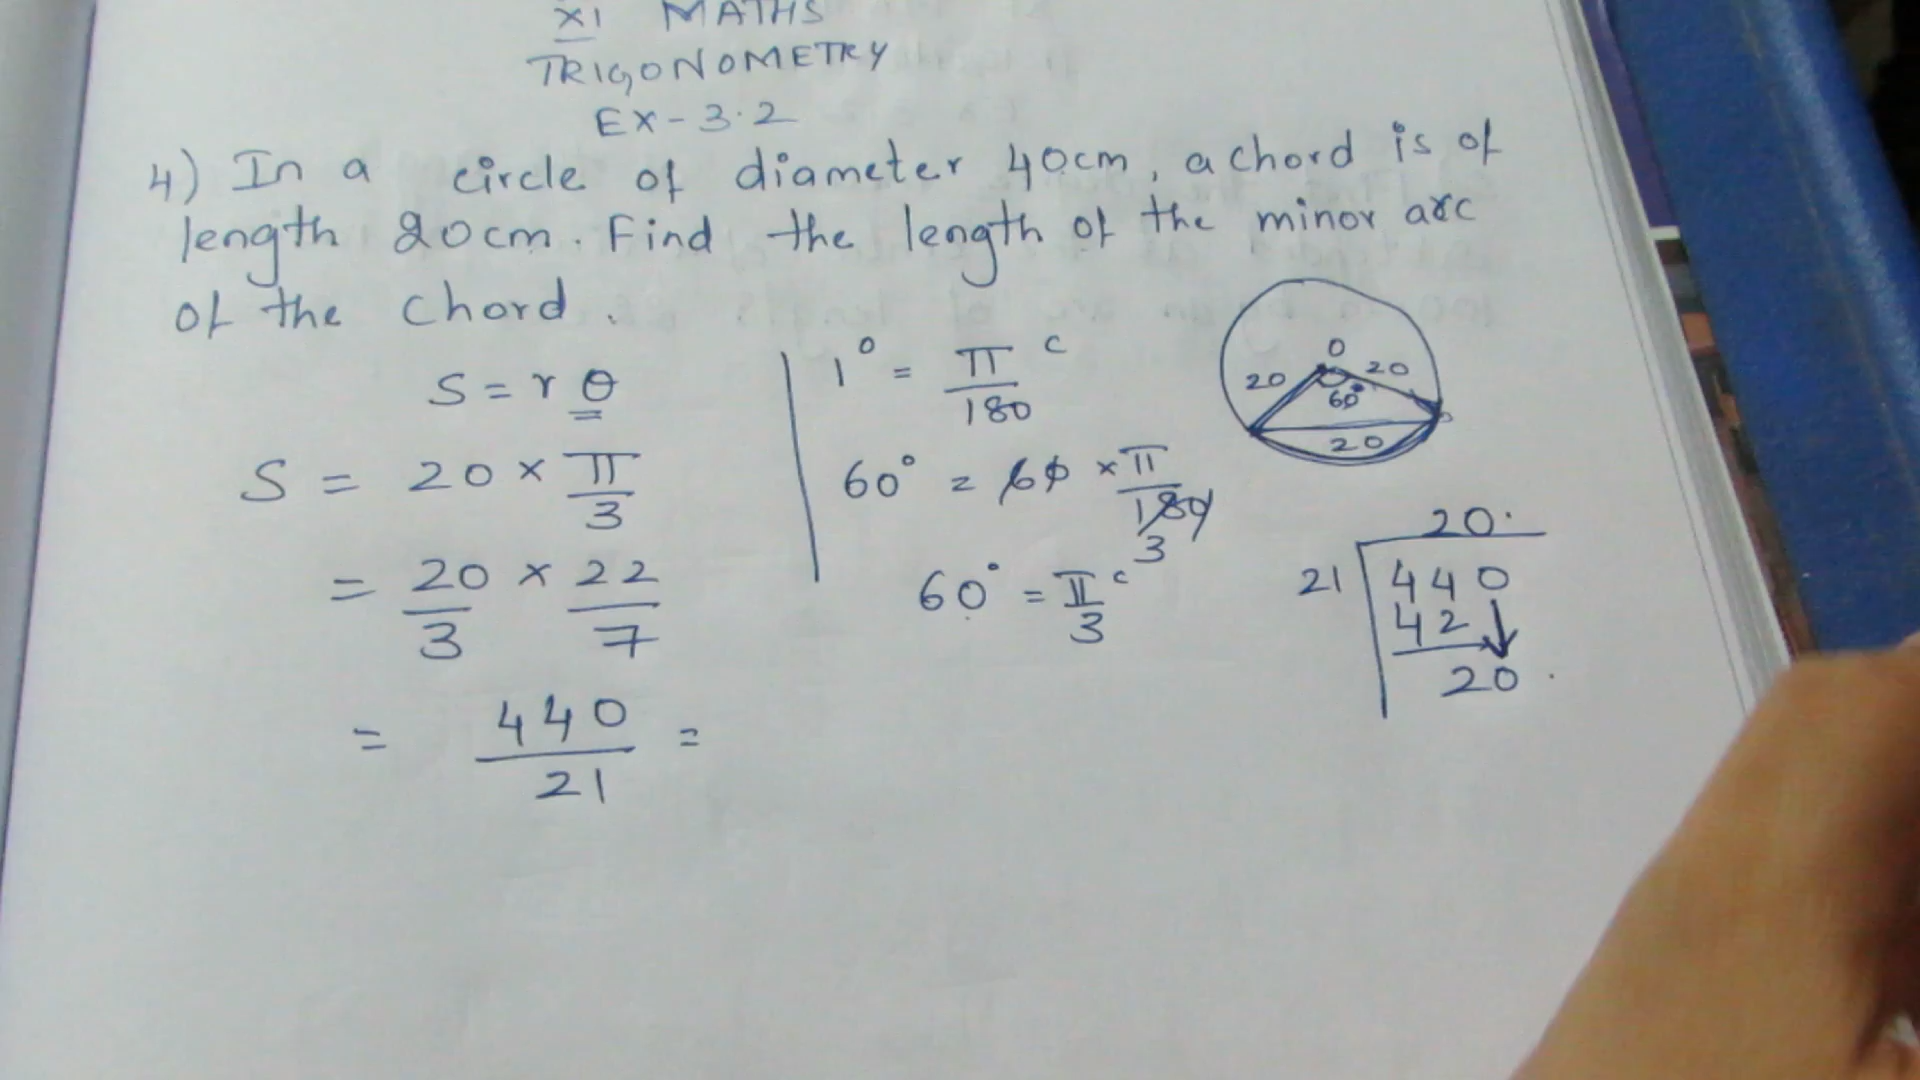 XI MATHS
TRIGONOMETRY
EX-3.2
4) In a circle of diameter 40cm, a chord is of
length 20cm. Find the length of the minor arc
of the chord.
S = r θ
S = 20 × π/3
= 20/3 × 22/7
= 440/21 =
1° = π/180 ᶜ
60° = 60 × π/180
3
60° = π/3 ᶜ
O
20 20
60°
20
20.
21 440
42
20.